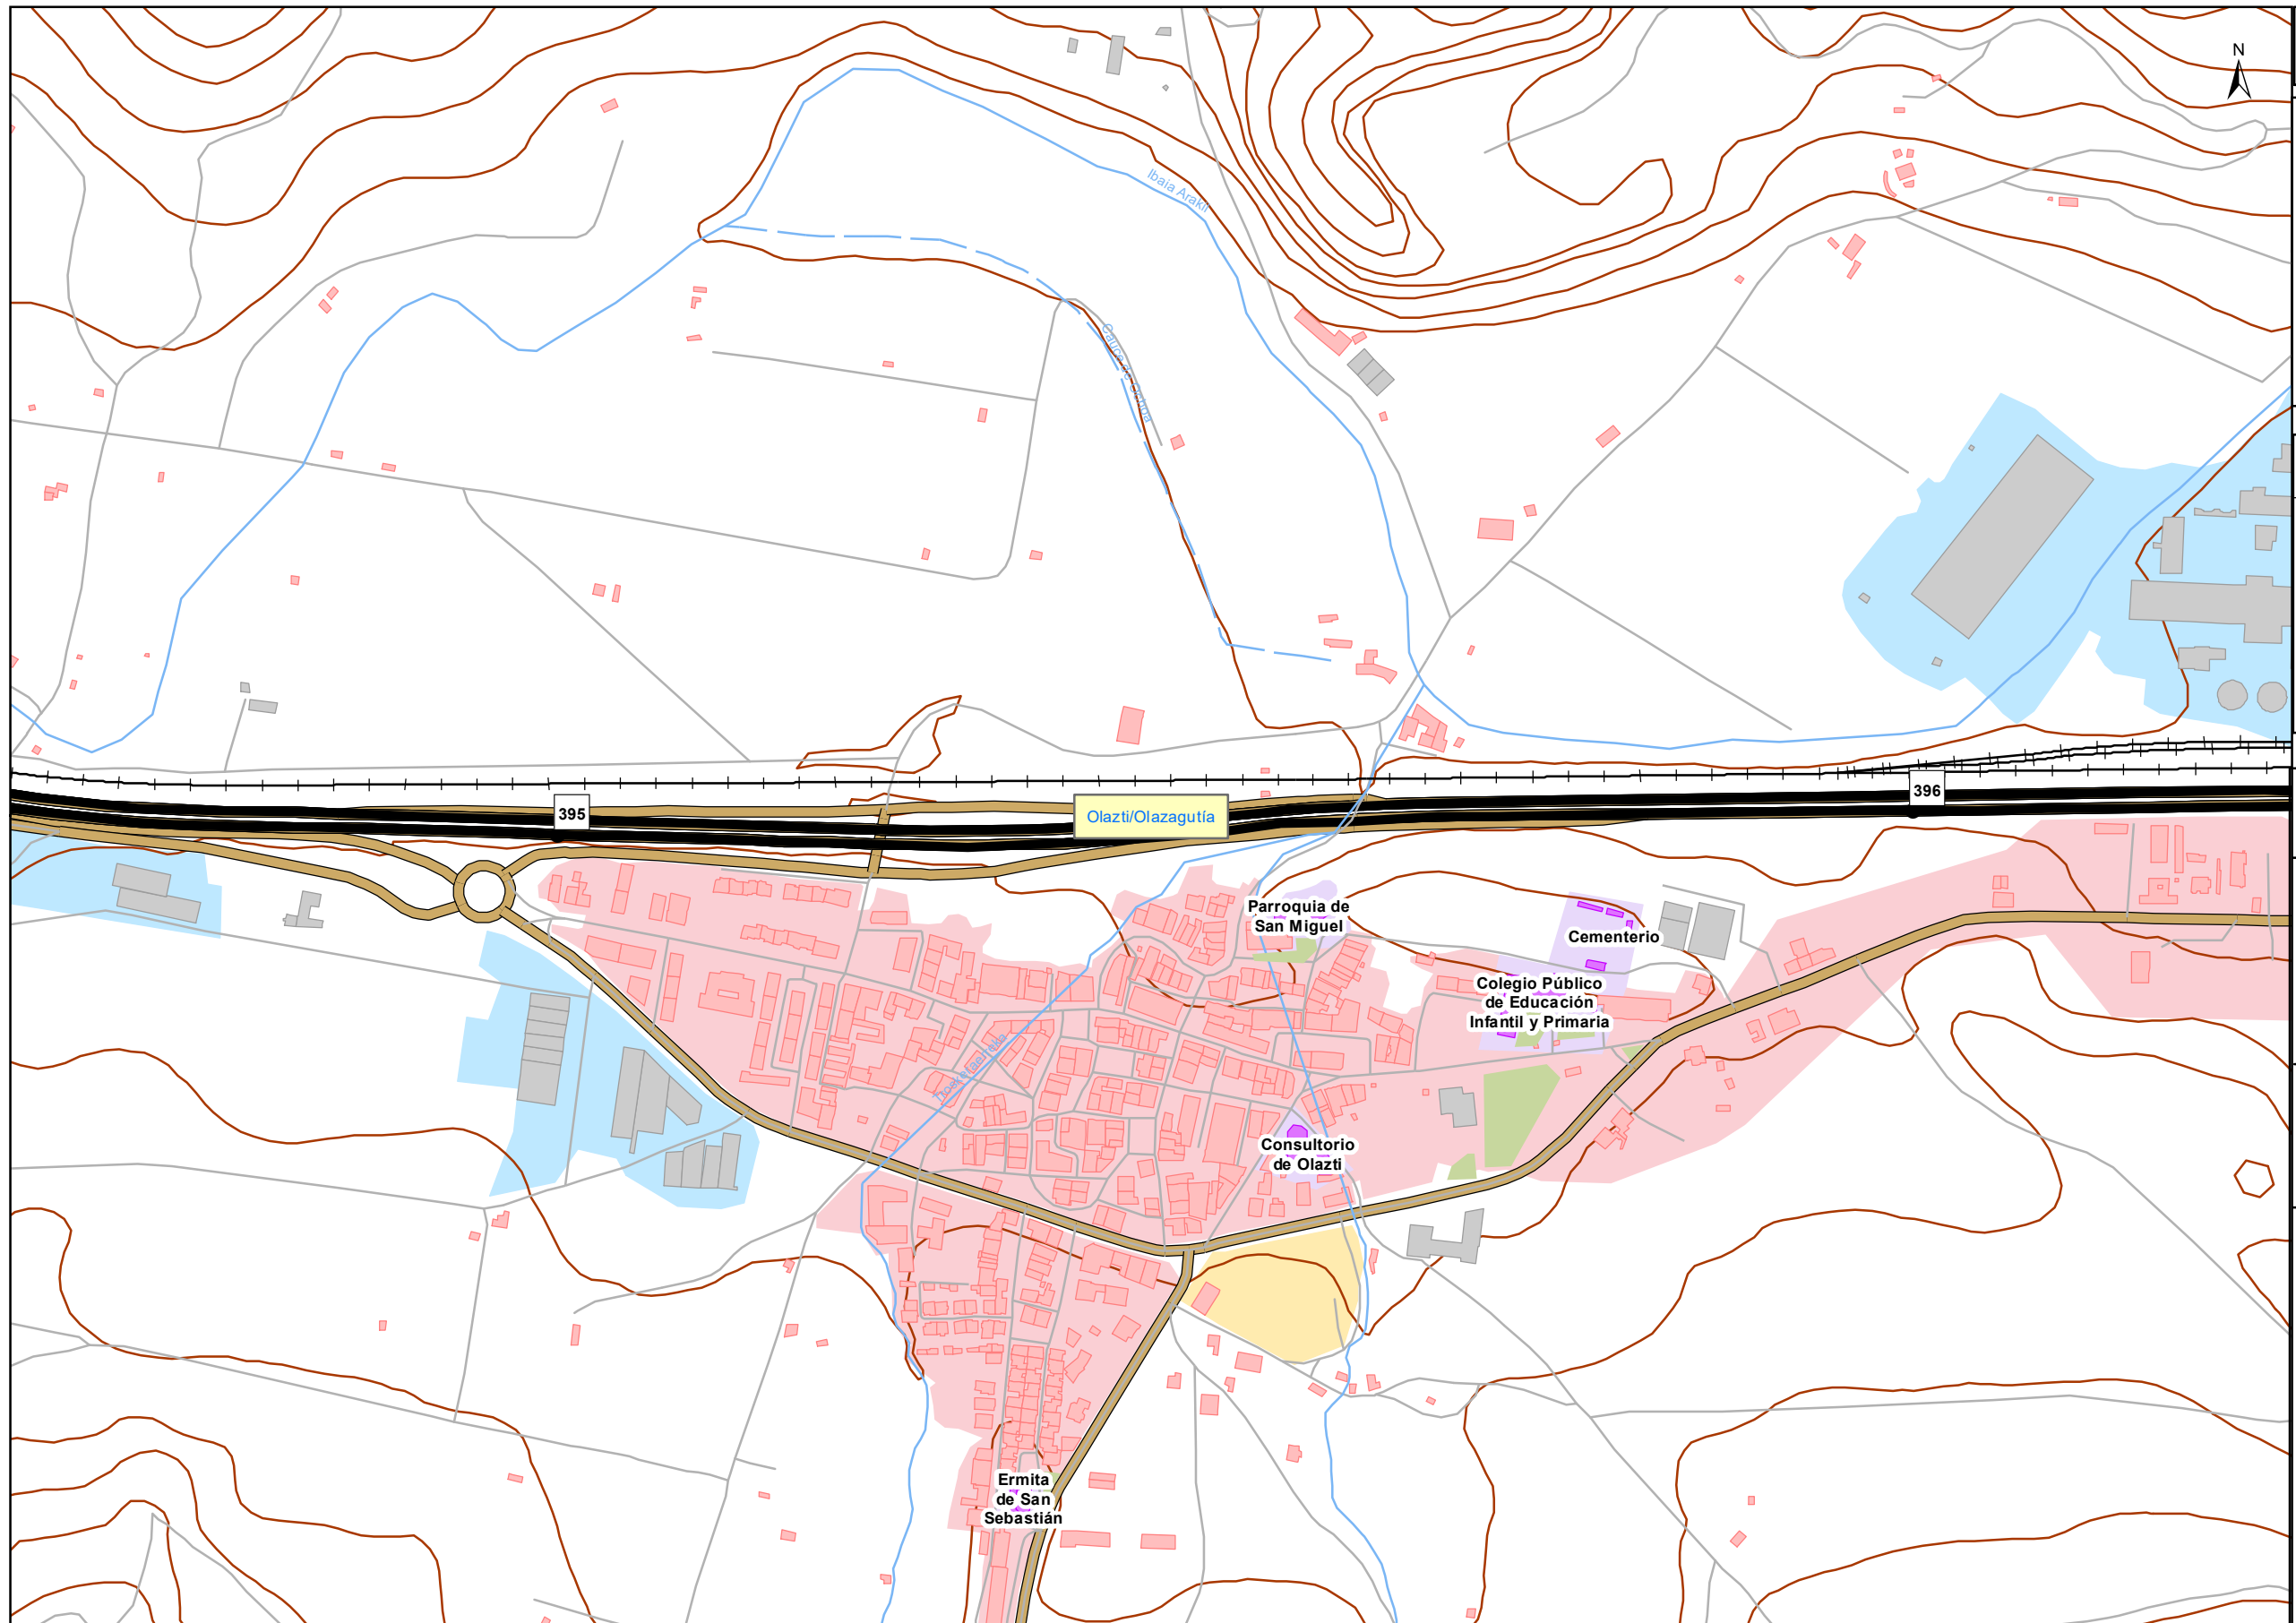 N
Ibaia Arakil
395
Olazti/Olazagutía
396
Parroquia de
San Miguel
Cementerio
Colegio Público
de Educación
Infantil y Primaria
Consultorio
de Olazti
Ermita
de San
Sebastián